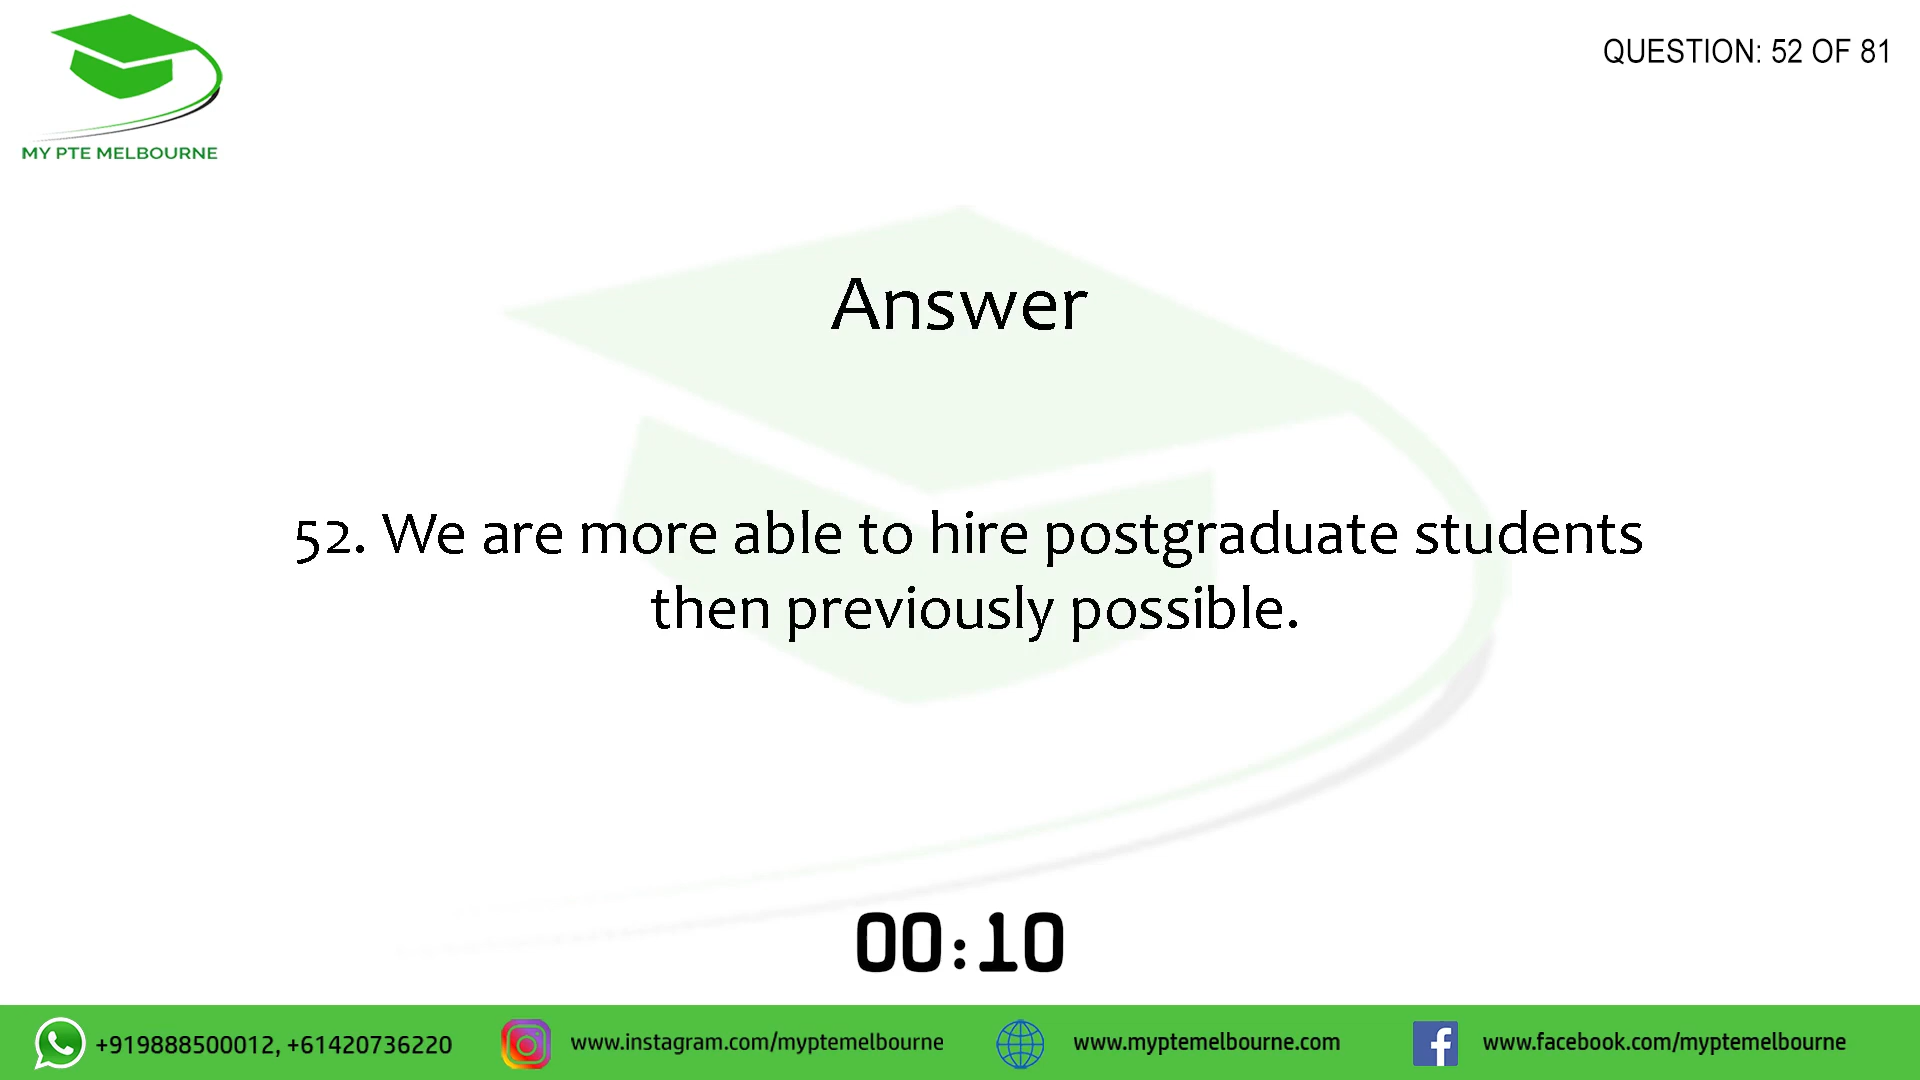 MY PTE MELBOURNE
QUESTION: 52 OF 81
Answer
52. We are more able to hire postgraduate students
then previously possible.
00:10
+919888500012, +61420736220
www.instagram.com/myptemelbourne
www.myptemelbourne.com
www.facebook.com/myptemelbourne